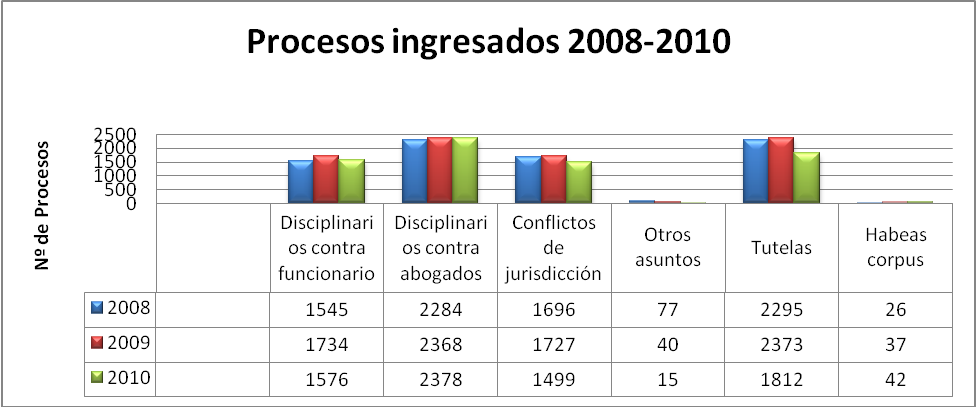 Procesos ingresados 2008-2010
Nº de Procesos
2500
2000
1500
1000
500
0
Disciplinari
os contra
funcionario
Disciplinari
os contra
abogados
Conflictos
de
jurisdicción
Otros
asuntos
Tutelas
Habeas
corpus
2008 1545 2284 1696 77 2295 26
2009 1734 2368 1727 40 2373 37
2010 1576 2378 1499 15 1812 42